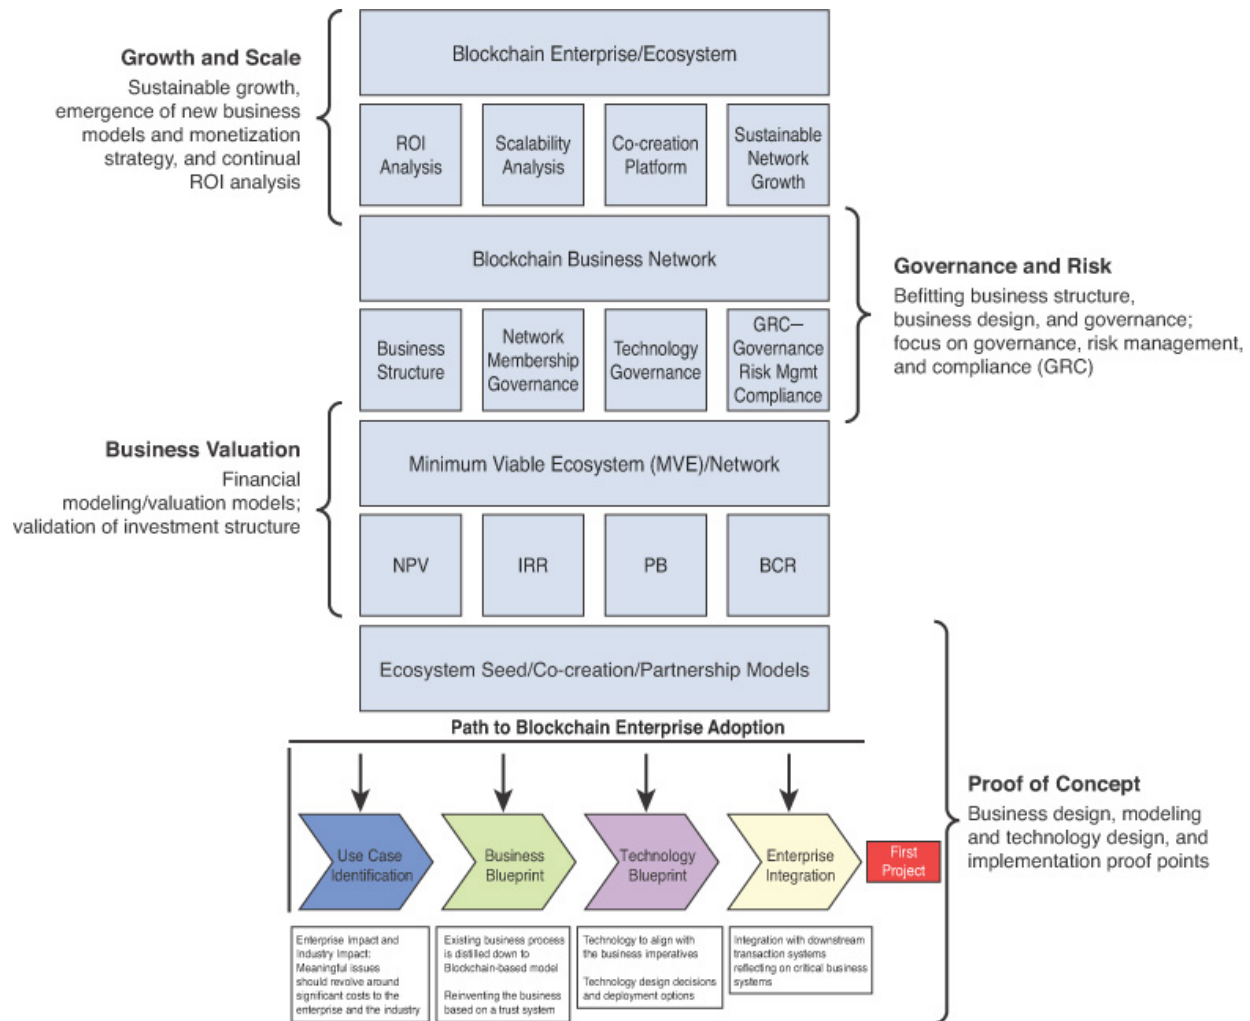 Blockchain Enterprise/Ecosystem
Growth and Scale
Sustainable growth,
emergence of new business
models and monetization
strategy, and continual
ROI analysis
ROI
Analysis
Scalability
Analysis
Co-creation
Platform
Sustainable
Network
Growth
Blockchain Business Network
Governance and Risk
Befitting business structure,
business design, and governance;
focus on governance, risk management,
and compliance (GRC)
Business
Structure
Network
Membership
Governance
Technology
Governance
GRC—
Governance
Risk Mgmt
Compliance
Business Valuation
Financial
modeling/valuation models;
validation of investment structure
Minimum Viable Ecosystem (MVE)/Network
NPV
IRR
PB
BCR
Ecosystem Seed/Co-creation/Partnership Models
Path to Blockchain Enterprise Adoption
Proof of Concept
Business design, modeling
and technology design, and
implementation proof points
Use Case
Identification
Business
Blueprint
Technology
Blueprint
Enterprise
Integration
First
Project
Enterprise Impact and
Industry Impact:
Meaningful issues
should revolve around
significant costs to the
enterprise and the industry
Existing business process
is distilled down to
Blockchain-based model
Reinventing the business
based on a trust system
Technology to align with
the business imperatives
Technology design decisions
and deployment options
Integration with downstream
transaction systems
reflecting on critical business
systems